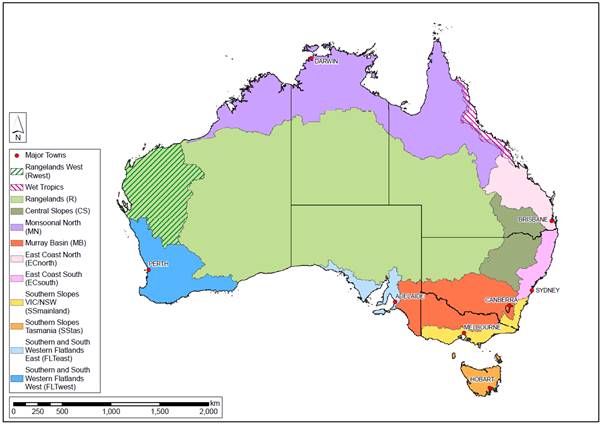 DARWIN
BRISBANE
PERTH
SYDNEY
ADELAIDE
CANBERRA
MELBOURNE
HOBART
N
Major Towns
Rangelands West
(Rwest)
Wet Tropics
Rangelands (R)
Central Slopes (CS)
Monsoonal North
(MN)
Murray Basin (MB)
East Coast North
(ECnorth)
East Coast South
(ECsouth)
Southern Slopes
VICNSW
(SSmainland)
Southern Slopes
Tasmania (SStas)
Southern and South
Western Flatlands
East (FLTeast)
Southern and South
Western Flatlands
West (FLTwest)
km
0 250 500 1,000 1,500 2,000